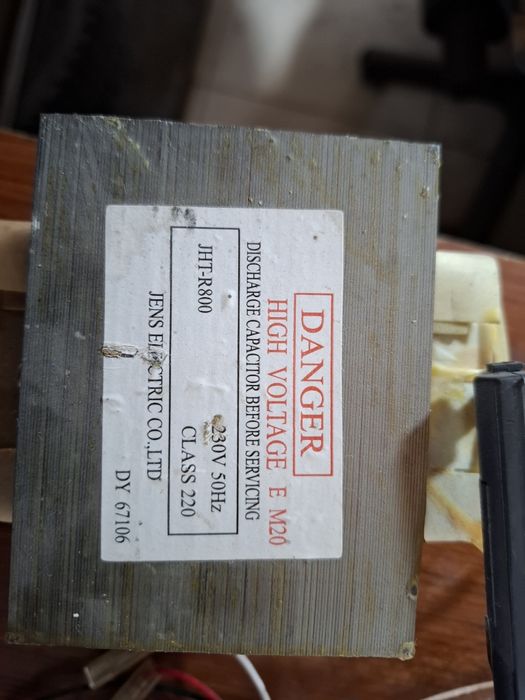 DANGER
HIGH VOLTAGE E M20
DISCHARGE CAPACITOR BEFORE SERVICING
JHT-R800 230V 50Hz
CLASS 220
JENS ELECTRIC CO.,LTD
DY 67106